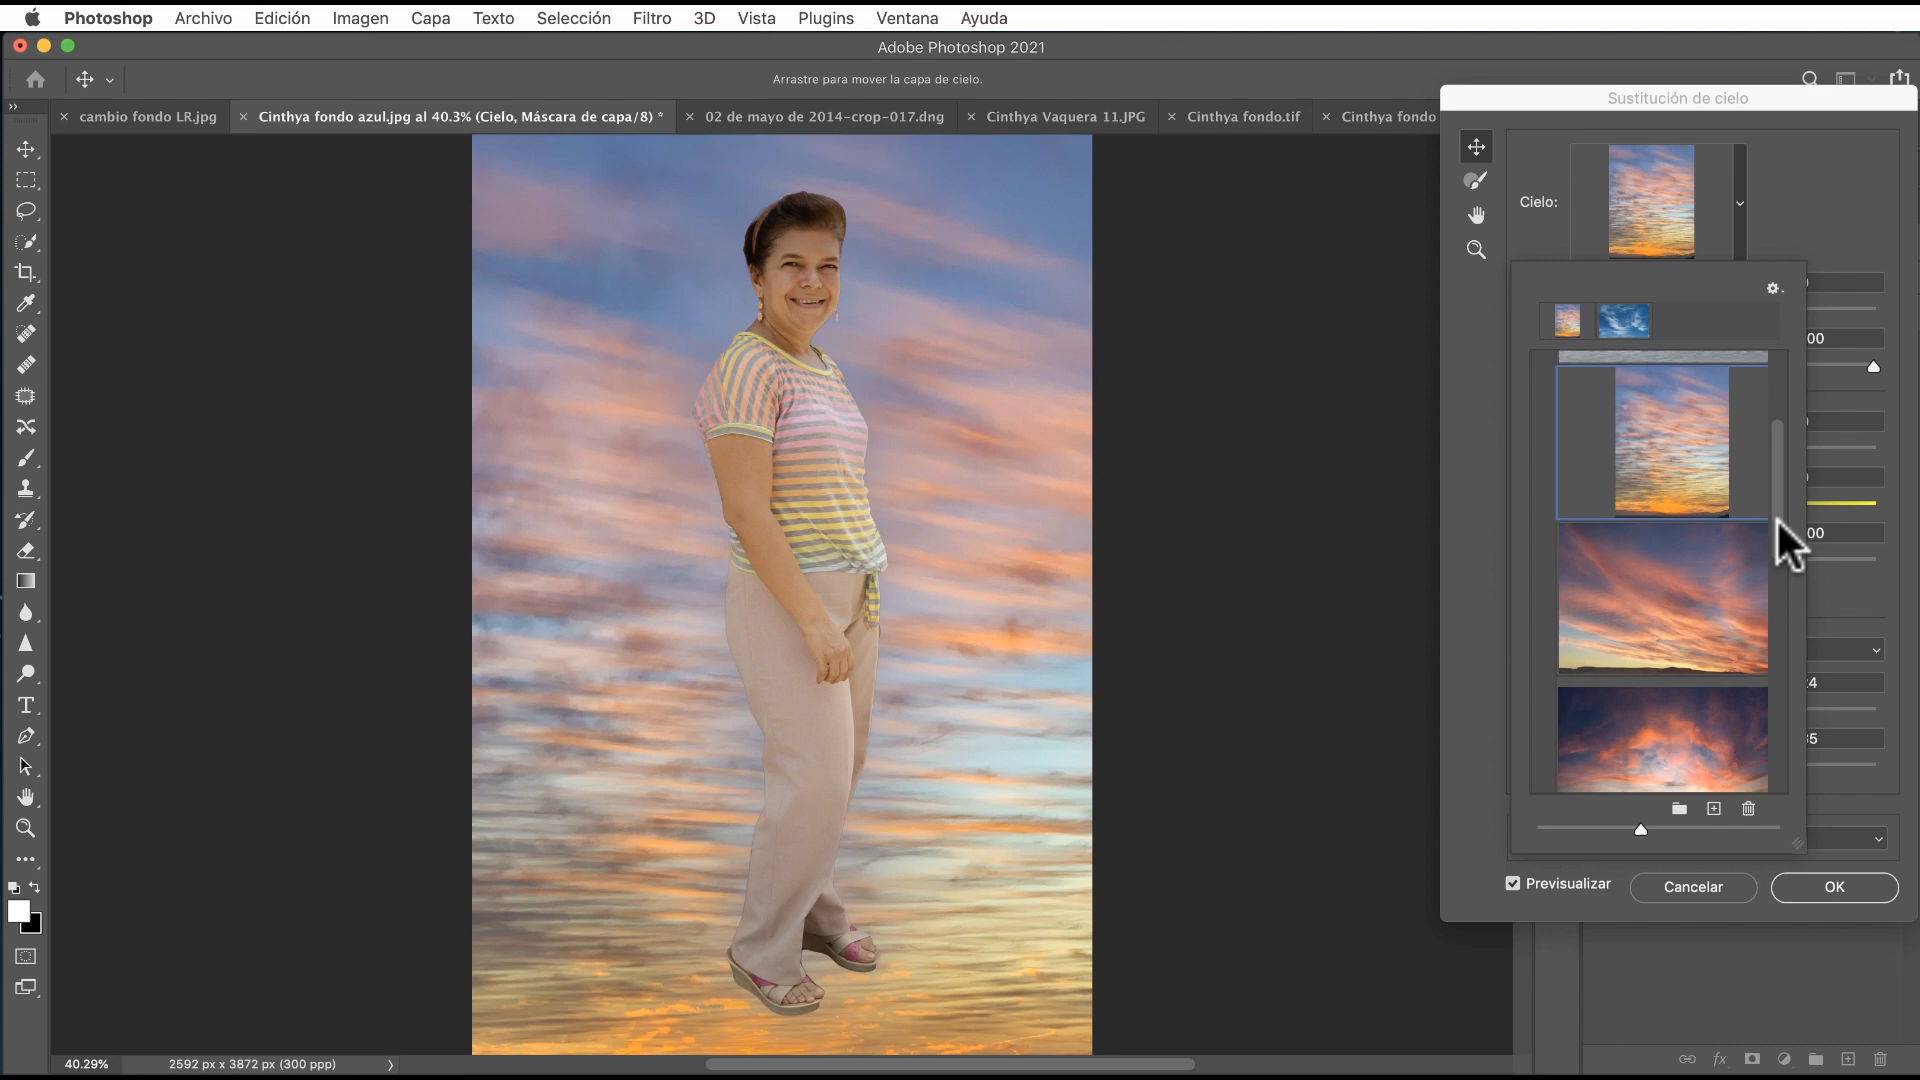 Photoshop Archivo Edición Imagen Capa Texto Selección Filtro 3D Vista Plugins Ventana Ayuda
Adobe Photoshop 2021
Arrastre para mover la capa de cielo.
cambio fondo LR.jpg
Cinthya fondo azul.jpg al 40.3% (Cielo, Máscara de capa/8) *
02 de mayo de 2014-crop-017.dng
Cinthya Vaquera 11.JPG
Cinthya fondo.tif
Cinthya fondo
Sustitución de cielo
Cielo:
00
00
4
35
Previsualizar
Cancelar
OK
40.29%
2592 px x 3872 px (300 ppp)
fx